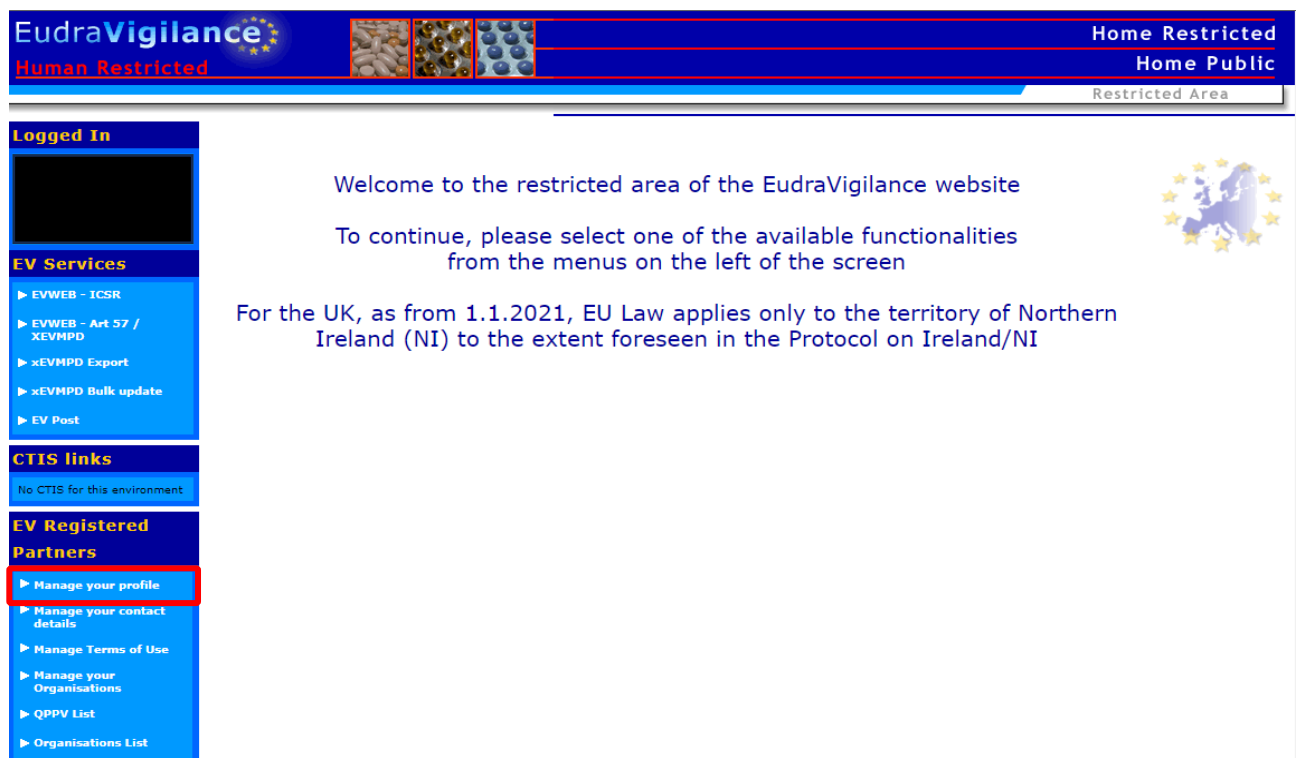 EudraVigilance
Human Restricted
Home Restricted
Home Public
Restricted Area
Logged In
EV Services
EVWEB - ICSR
EVWEB - Art 57 /
XEVMPD
xEVMPD Export
xEVMPD Bulk update
EV Post
CTIS links
No CTIS for this environment
EV Registered
Partners
Manage your profile
Manage your contact
details
Manage Terms of Use
Manage your
Organisations
QPPV List
Organisations List
Welcome to the restricted area of the EudraVigilance website
To continue, please select one of the available functionalities
from the menus on the left of the screen
For the UK, as from 1.1.2021, EU Law applies only to the territory of Northern
Ireland (NI) to the extent foreseen in the Protocol on Ireland/NI